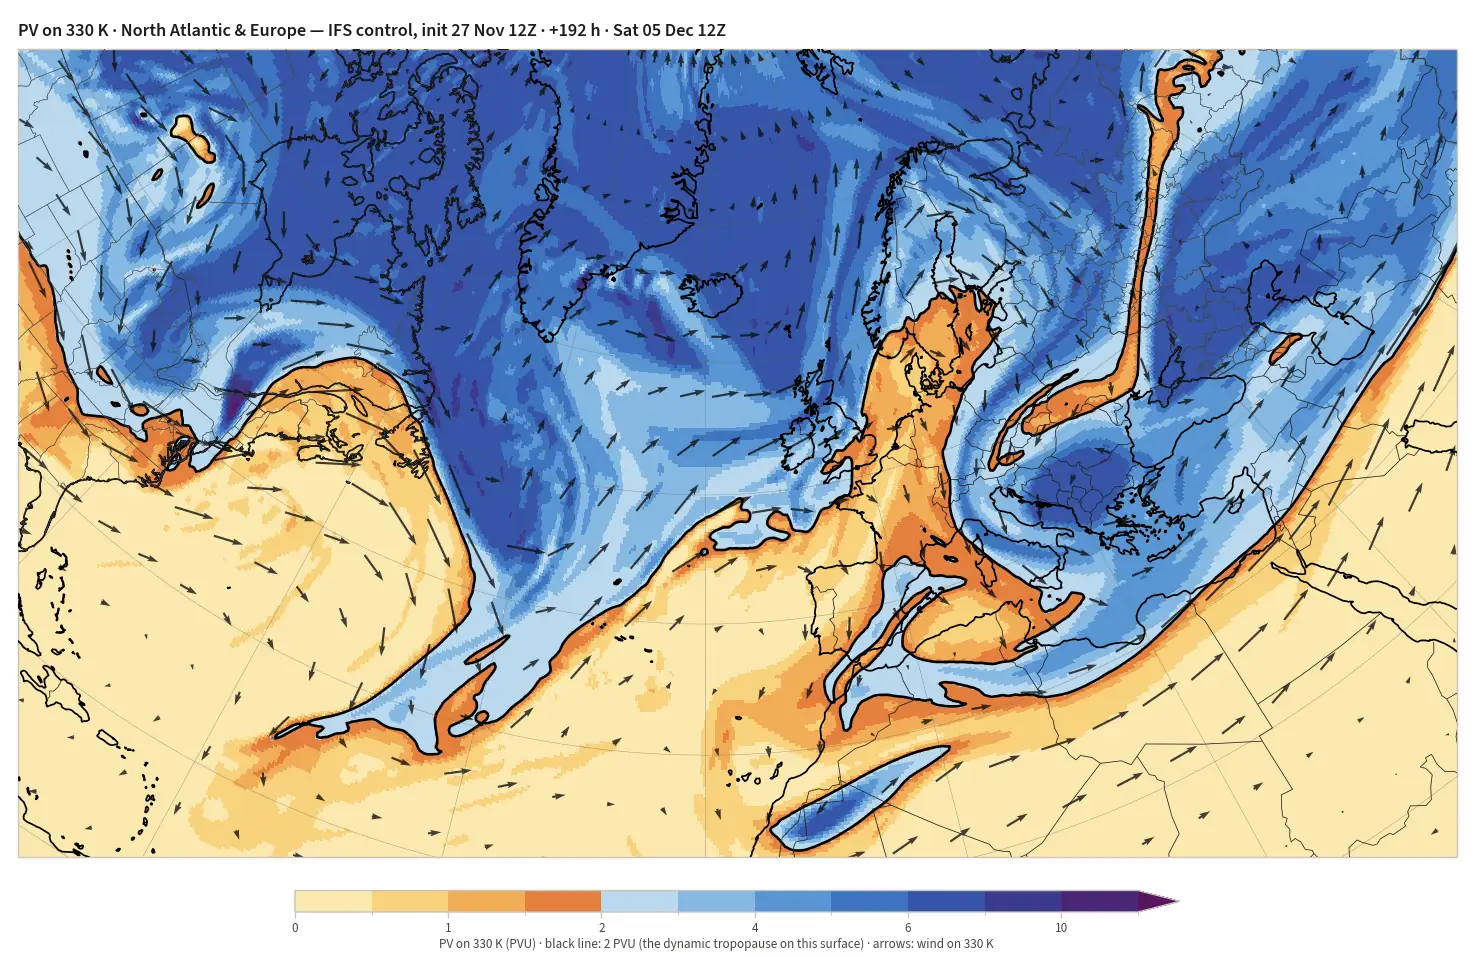 PV on 330 K · North Atlantic & Europe — IFS control, init 27 Nov 12Z · +192 h · Sat 05 Dec 12Z
0 1 2 4 6 10
PV on 330 K (PVU) · black line: 2 PVU (the dynamic tropopause on this surface) · arrows: wind on 330 K